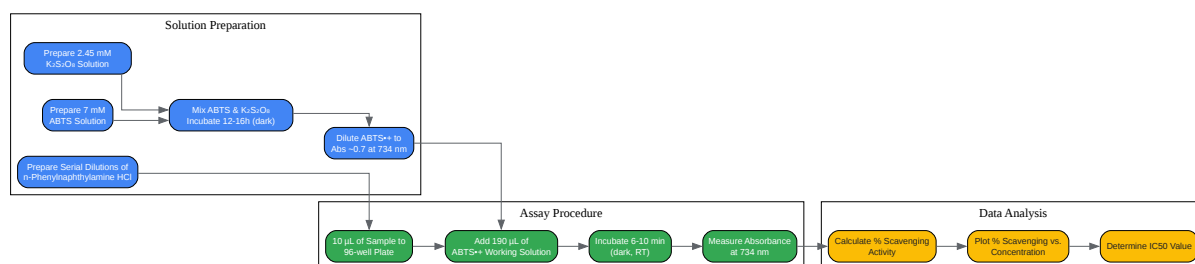 Solution Preparation
Prepare 2.45 mM
K₂S₂O₈ Solution
Prepare 7 mM
ABTS Solution
Mix ABTS & K₂S₂O₈
Incubate 12-16h (dark)
Dilute ABTS•+ to
Abs ~0.7 at 734 nm
Prepare Serial Dilutions of
n-Phenylnaphthylamine HCl
Assay Procedure
10 µL of Sample to
96-well Plate
Add 190 µL of
ABTS•+ Working Solution
Incubate 6-10 min
(dark, RT)
Measure Absorbance
at 734 nm
Data Analysis
Calculate % Scavenging
Activity
Plot % Scavenging vs.
Concentration
Determine IC50 Value